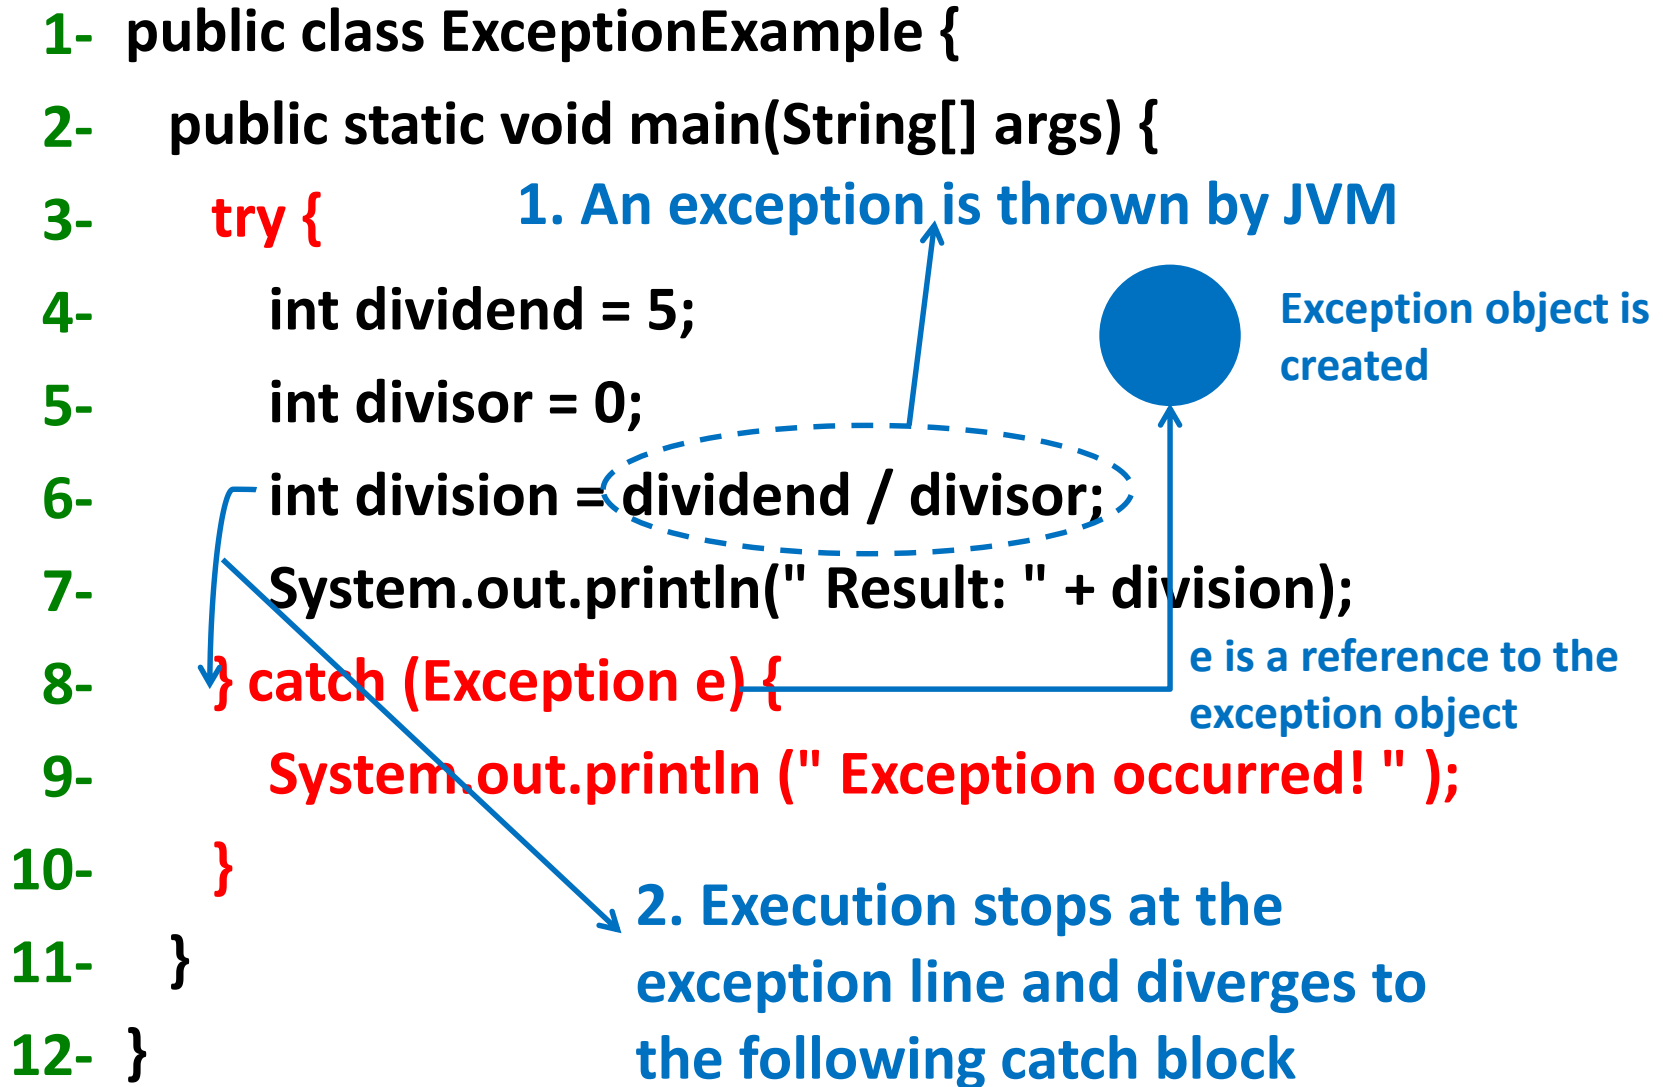 1- public class ExceptionExample {
2- public static void main(String[] args) {
3- try {
1. An exception is thrown by JVM
4- int dividend = 5;
Exception object is
created
5- int divisor = 0;
6- int division = dividend / divisor;
7- System.out.println(" Result: " + division);
8- } catch (Exception e) {
e is a reference to the
exception object
9- System.out.println (" Exception occurred! " );
10- }
2. Execution stops at the
exception line and diverges to
the following catch block
11- }
12- }